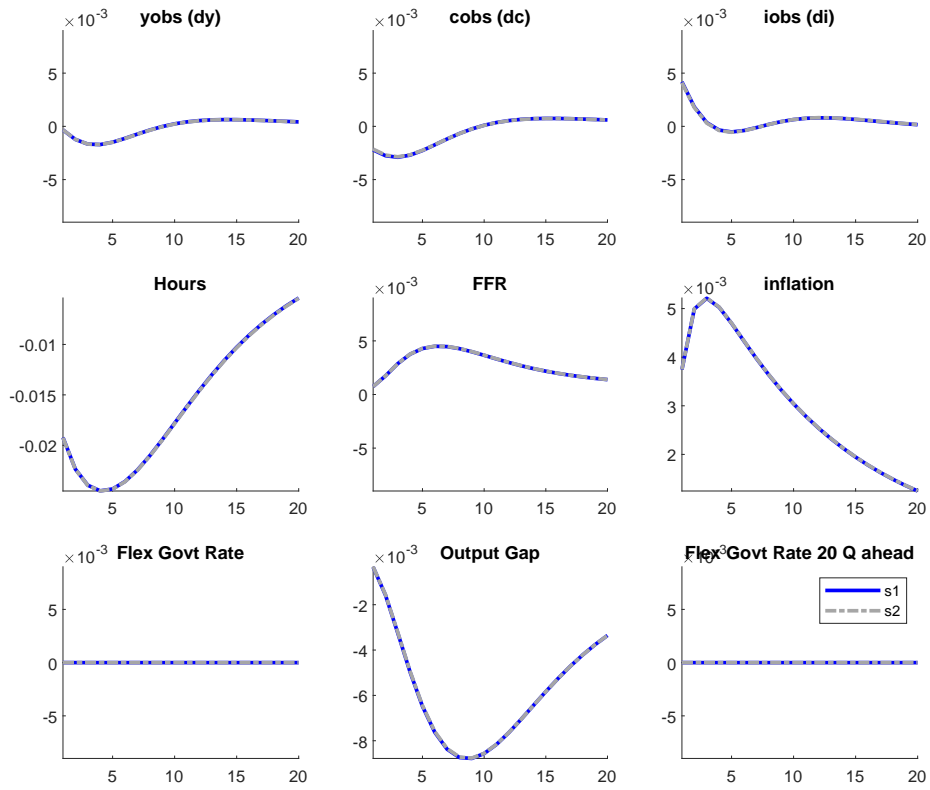 ×10-3 ×10-3 ×10-3
yobs (dy) cobs (dc) iobs (di)
5 5 5
0 0 0
-5 -5 -5
5 10 15 20 5 10 15 20 5 10 15 20
Hours ×10-3 FFR ×10-3 inflation
-0.01 -0.015 -0.02
5 0 -5
5 4 3 2
5 10 15 20 5 10 15 20 5 10 15 20
×10-3 Flex Govt Rate ×10-3 Output Gap ×10-3 Flex Govt Rate 20 Q ahead
5 0 -5
-2 -4 -6 -8
5 0 -5
s1
s2
5 10 15 20 5 10 15 20 5 10 15 20